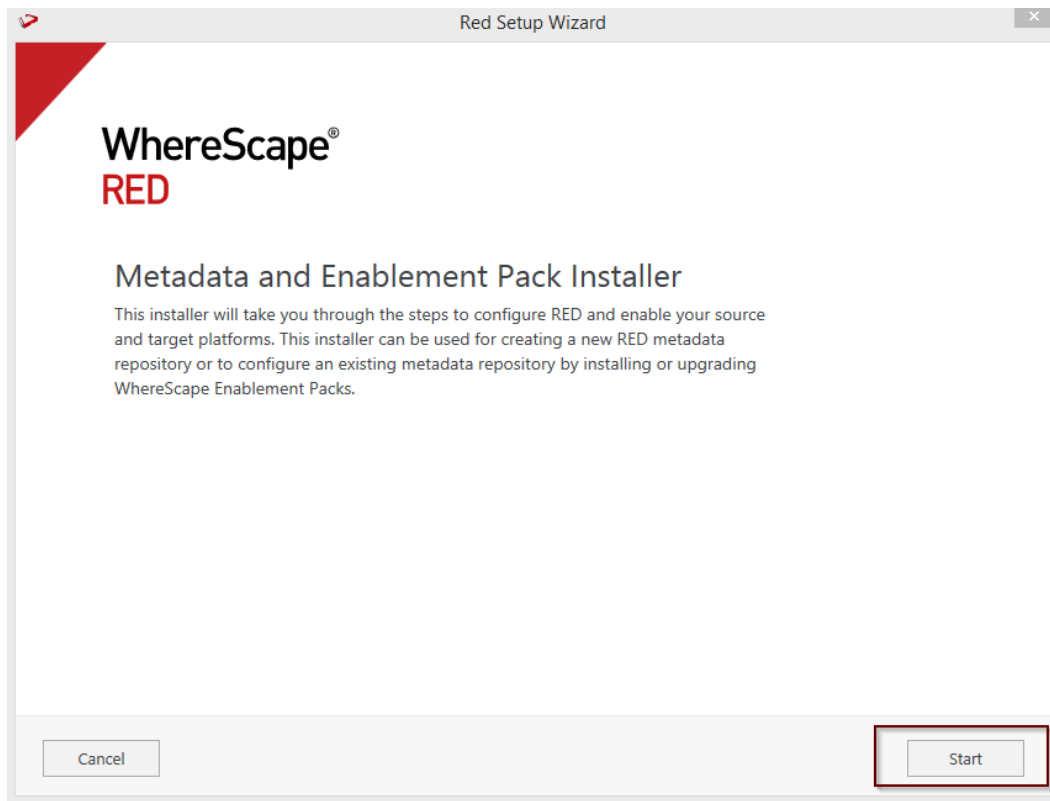 Red Setup Wizard
WhereScape®
RED
Metadata and Enablement Pack Installer
This installer will take you through the steps to configure RED and enable your source
and target platforms. This installer can be used for creating a new RED metadata
repository or to configure an existing metadata repository by installing or upgrading
WhereScape Enablement Packs.
Cancel
Start